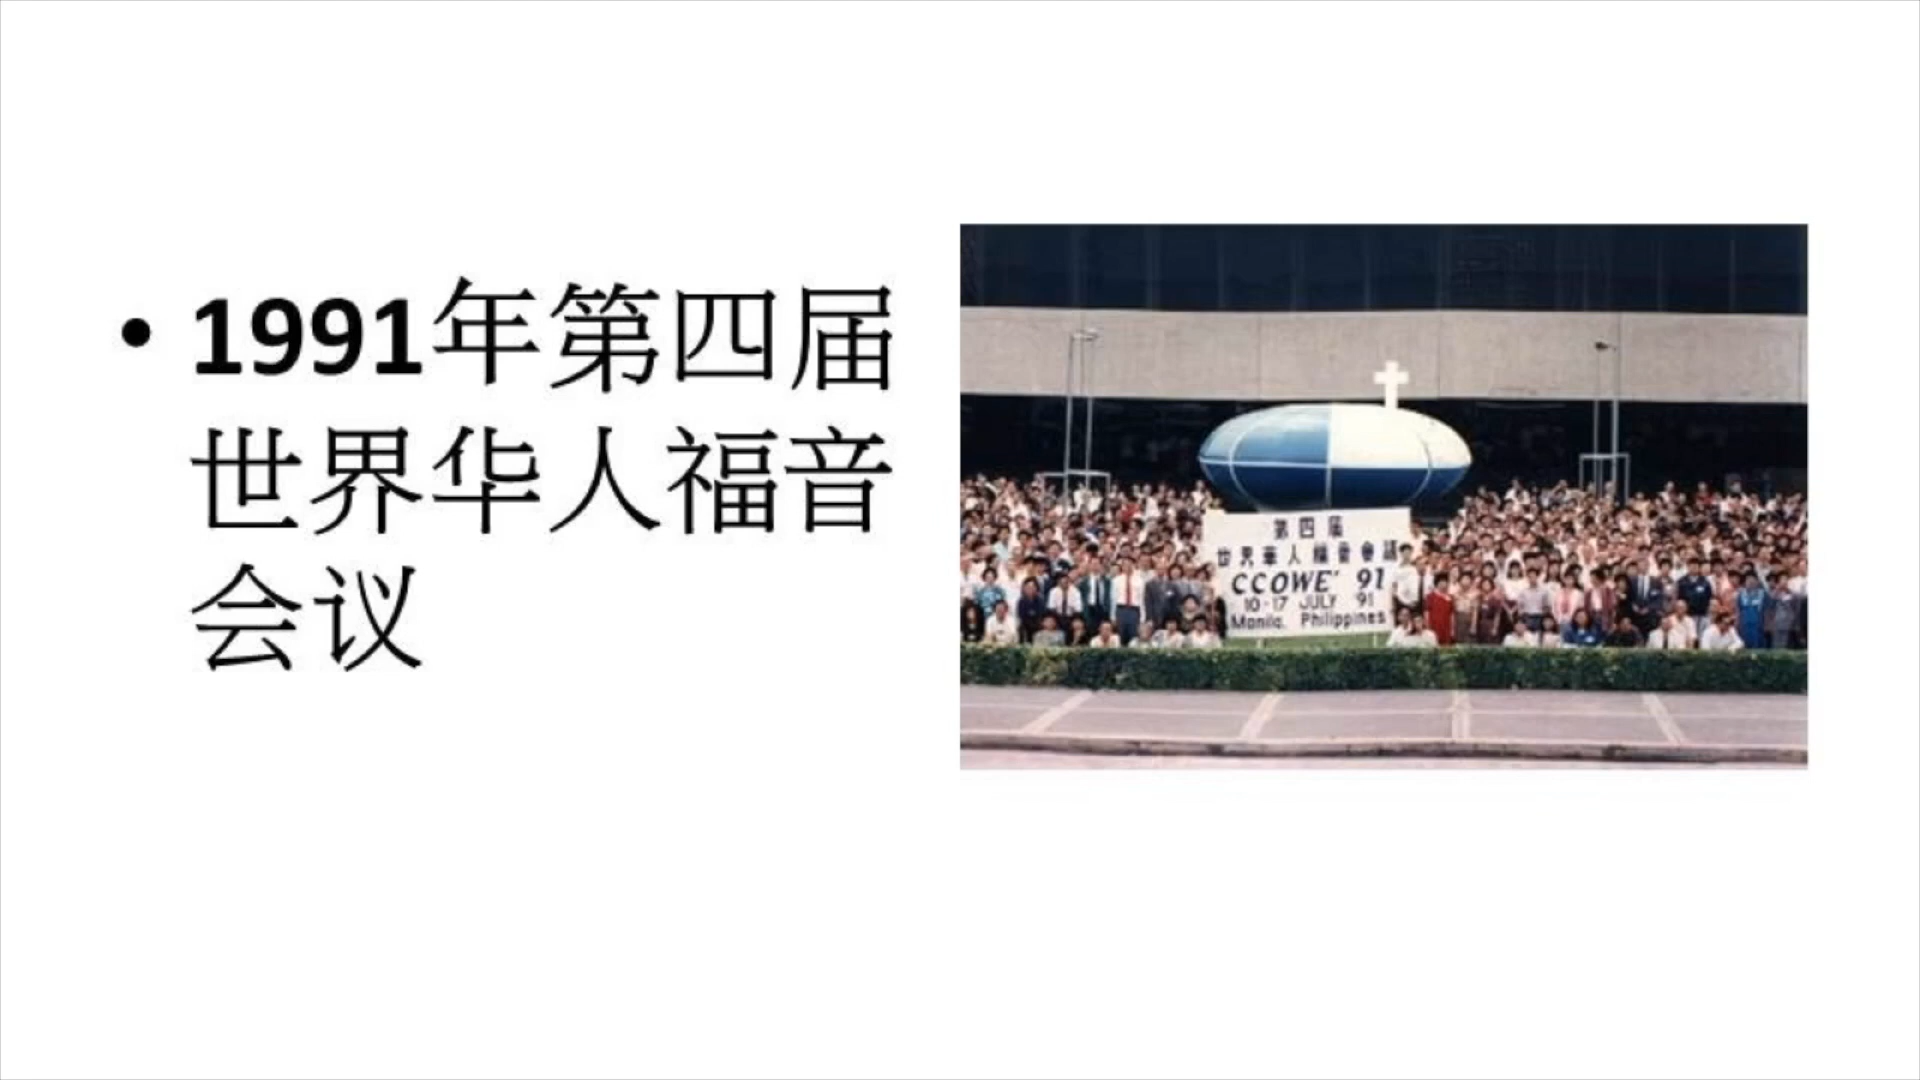 • 1991年第四届
世界华人福音
会议
第四届
世界華人福音會議
CCOWE' 91
10-17 JULY 91
Manila, Philippines